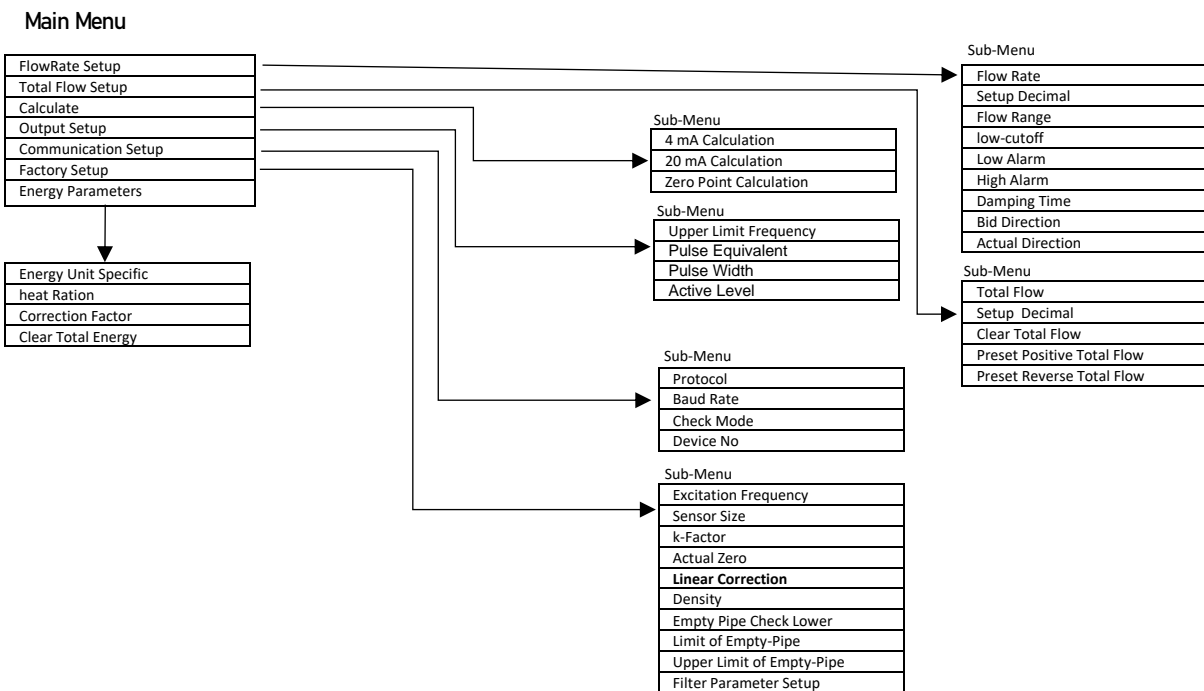 Main Menu
FlowRate Setup
Total Flow Setup
Calculate
Output Setup
Communication Setup
Factory Setup
Energy Parameters
Energy Unit Specific
heat Ration
Correction Factor
Clear Total Energy
Sub-Menu
4 mA Calculation
20 mA Calculation
Zero Point Calculation
Sub-Menu
Upper Limit Frequency
Pulse Equivalent
Pulse Width
Active Level
Sub-Menu
Protocol
Baud Rate
Check Mode
Device No
Sub-Menu
Excitation Frequency
Sensor Size
k-Factor
Actual Zero
Linear Correction
Density
Empty Pipe Check Lower
Limit of Empty-Pipe
Upper Limit of Empty-Pipe
Filter Parameter Setup
Sub-Menu
Flow Rate
Setup Decimal
Flow Range
low-cutoff
Low Alarm
High Alarm
Damping Time
Bid Direction
Actual Direction
Sub-Menu
Total Flow
Setup Decimal
Clear Total Flow
Preset Positive Total Flow
Preset Reverse Total Flow